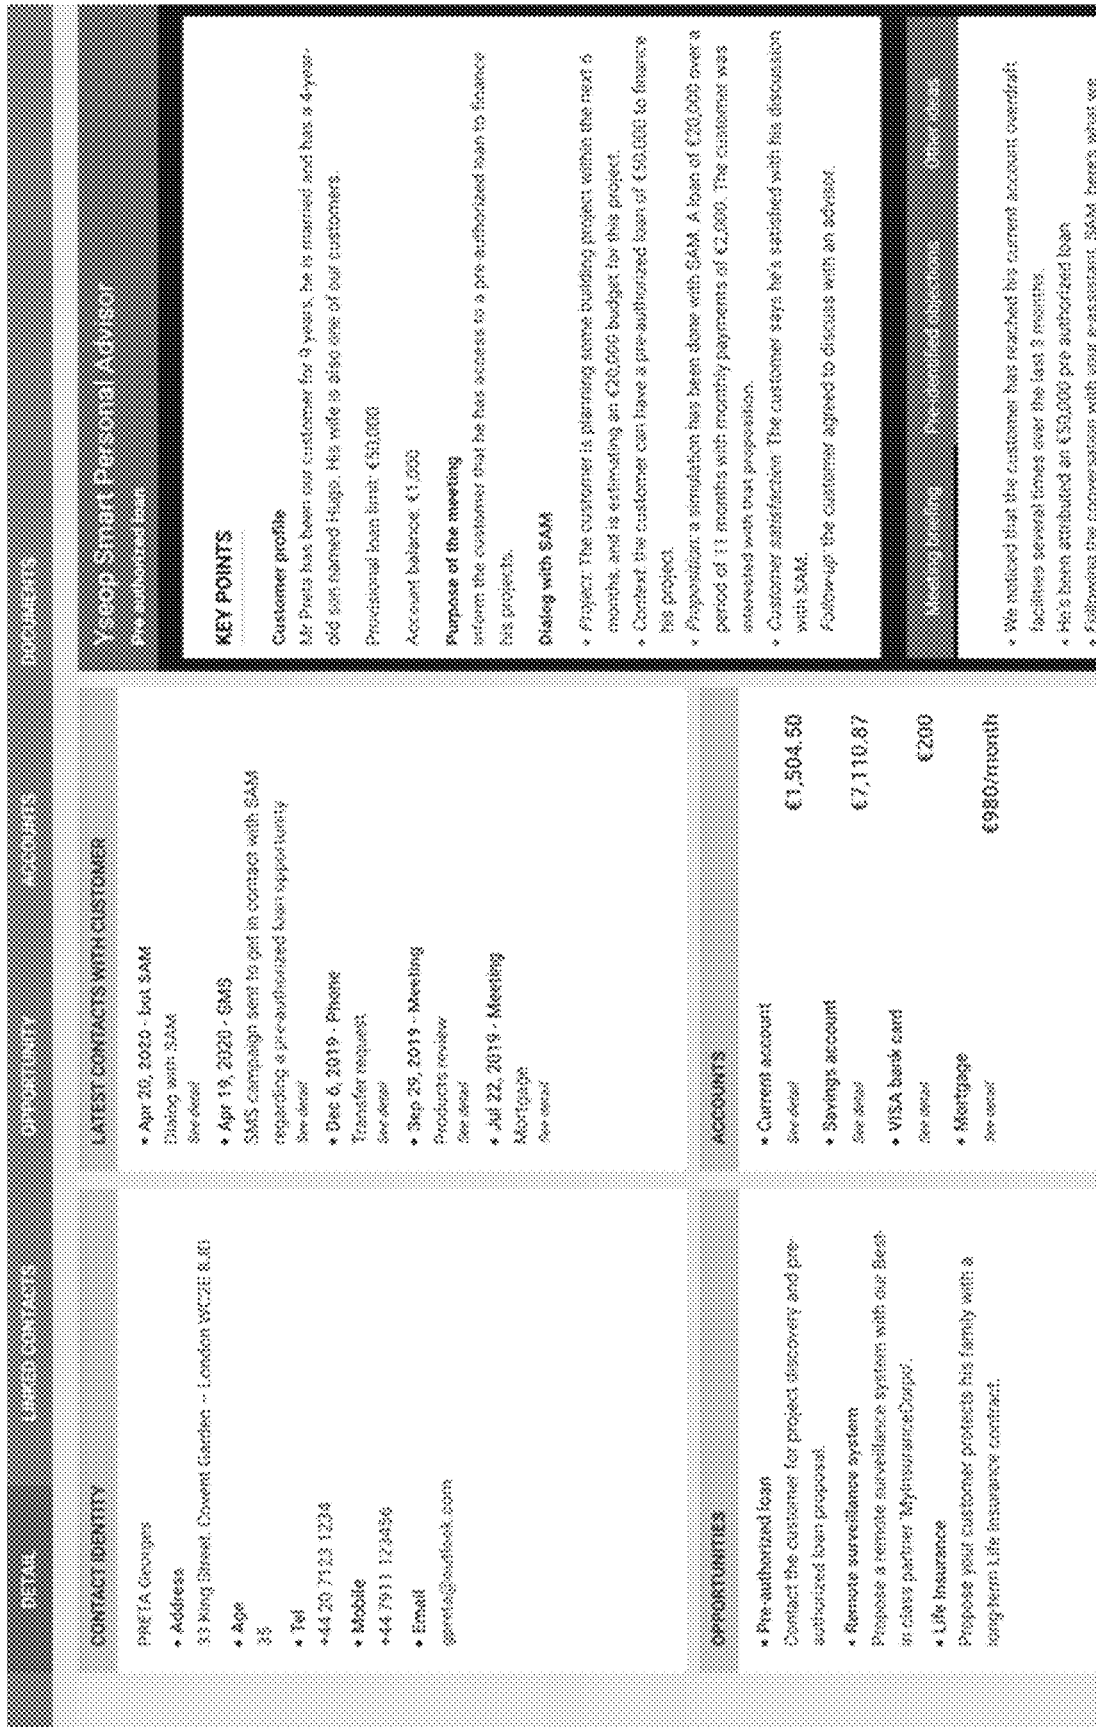 DETAIL
LINKED CONTACTS
OPPORTUNITY
ACCOUNTS
DOCUMENTS
CONTACT IDENTITY
PRETA Georges
• Address
33 King Street, Covent Garden – London WC2E 8JD
• Age
35
• Tel
+44 20 7123 1234
• Mobile
+44 7911 123456
• Email
gpreta@outlook.com
LATEST CONTACTS WITH CUSTOMER
• Apr 20, 2020 - bot SAM
Dialog with SAM
See detail
• Apr 19, 2020 - SMS
SMS campaign sent to get in contact with SAM
regarding a pre-authorized loan opportunity
See detail
• Dec 6, 2019 - Phone
Transfer request
See detail
• Sep 29, 2019 - Meeting
Products review
See detail
• Jul 22, 2019 - Meeting
Mortgage
See detail
Yseop Smart Personal Advisor
Pre-authorized loan
KEY POINTS
Customer profile
Mr Press has been our customer for 9 years, he is married and has a 4-year-
old son named Hugo. His wife is also one of our customers.
Provisional loan limit: €50,000
Account balance: €1,000
Purpose of the meeting
Inform the customer that he has access to a pre-authorized loan to finance
his projects.
Dialog with SAM
• Project: The customer is planning some building project within the next 6
months, and is estimating an €20,000 budget for this project.
• Context: the customer can have a pre-authorized loan of €50,000 to finance
his project.
• Proposition: a simulation has been done with SAM. A loan of €20,000 over a
period of 11 months with monthly payments of €2,000. The customer was
interested with that proposition.
• Customer satisfaction: The customer says he's satisfied with his discussion
with SAM.
Follow-up: the customer agreed to discuss with an advisor.
OPPORTUNITIES
• Pre-authorized loan
Contact the customer for project discovery and pre-
authorized loan proposal.
• Remote surveillance system
Propose a remote surveillance system with our Best-
in class partner 'MyInsuranceCorpo'.
• Life Insurance
Propose your customer protects his family with a
long-term Life Insurance contract.
ACCOUNTS
• Current account €1,504.50
See detail
• Savings account €7,110.87
See detail
• VISA bank card €200
See detail
• Mortgage €980/month
See detail
• We noticed that the customer has reached his current account overdraft
facilities several times over the last 3 months.
• He's been attributed an €50,000 pre authorized loan
• Following the conversation with your e-assistant, SAM, here's what we